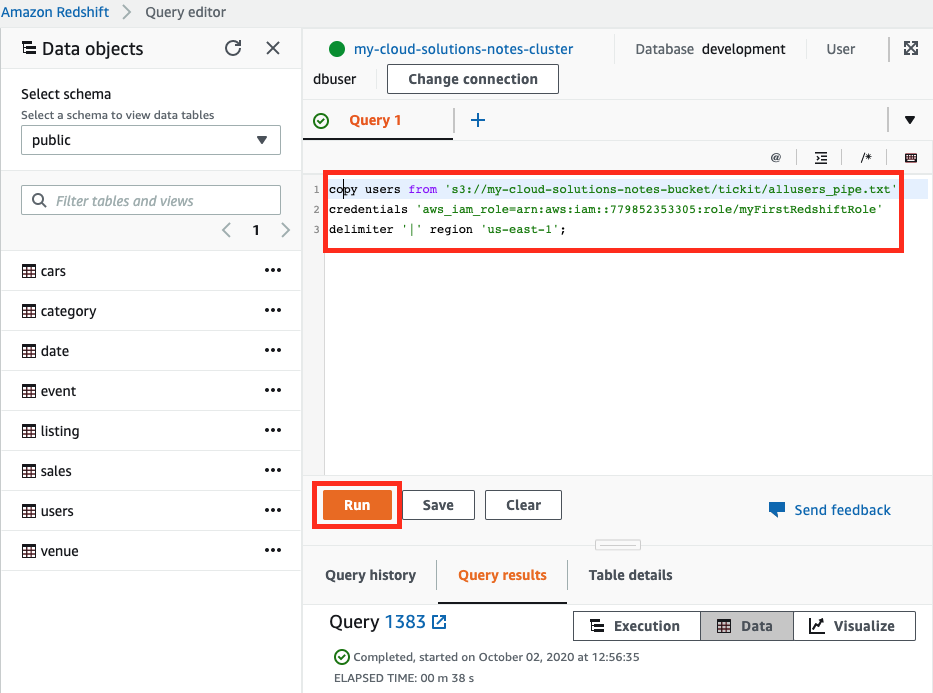 Amazon Redshift > Query editor
Data objects
Select schema
Select a schema to view data tables
public
Filter tables and views
1
cars
category
date
event
listing
sales
users
venue
my-cloud-solutions-notes-cluster Database development User
dbuser Change connection
Query 1 +
@ /*
1 copy users from 's3://my-cloud-solutions-notes-bucket/tickit/allusers_pipe.txt'
2 credentials 'aws_iam_role=arn:aws:iam::779852353305:role/myFirstRedshiftRole'
3 delimiter '|' region 'us-east-1';
Run Save Clear Send feedback
Query history Query results Table details
Query 1383 Execution Data Visualize
Completed, started on October 02, 2020 at 12:56:35
ELAPSED TIME: 00 m 38 s